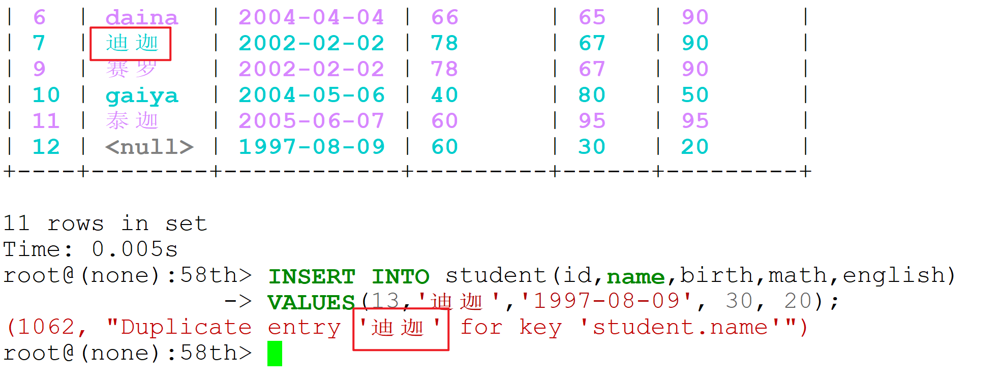 | 6  | daina  | 2004-04-04 | 66      | 65   | 90      |
| 7  | 迪迦   | 2002-02-02 | 78      | 67   | 90      |
| 9  | 赛罗   | 2002-02-02 | 78      | 67   | 90      |
| 10 | gaiya  | 2004-05-06 | 40      | 80   | 50      |
| 11 | 泰迦   | 2005-06-07 | 60      | 95   | 95      |
| 12 | <null> | 1997-08-09 | 60      | 30   | 20      |
+----+--------+------------+---------+------+---------+
11 rows in set
Time: 0.005s
root@(none):58th> INSERT INTO student(id,name,birth,math,english)
-> VALUES(13,'迪迦','1997-08-09', 30, 20);
(1062, "Duplicate entry '迪迦' for key 'student.name'")
root@(none):58th>